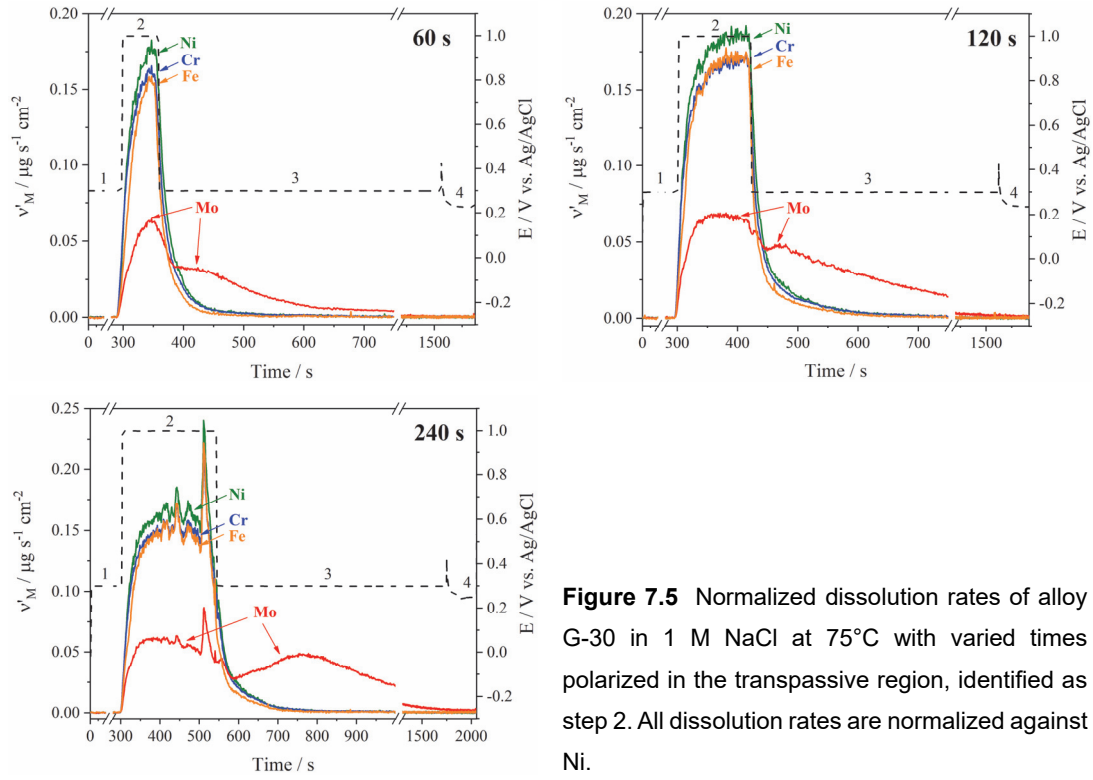 60 s
2
Ni
Cr
Fe
1
3
4
Mo
0.20
0.15
0.10
0.05
0.00
1.0
0.8
0.6
0.4
0.2
0.0
-0.2
ν'M / µg s⁻¹ cm⁻²
E / V vs. Ag/AgCl
0 300 400 500 600 700 1500
Time / s
120 s
2
Ni
Cr
Fe
1
3
4
Mo
0.20
0.15
0.10
0.05
0.00
1.0
0.8
0.6
0.4
0.2
0.0
-0.2
ν'M / µg s⁻¹ cm⁻²
E / V vs. Ag/AgCl
0 300 400 500 600 700 1500
Time / s
240 s
2
Ni
Cr
Fe
1
3
4
Mo
0.25
0.20
0.15
0.10
0.05
0.00
1.0
0.8
0.6
0.4
0.2
0.0
-0.2
ν'M / µg s⁻¹ cm⁻²
E / V vs. Ag/AgCl
0 300 400 500 600 700 800 900 2000
Time / s
Figure 7.5 Normalized dissolution rates of alloy
G-30 in 1 M NaCl at 75°C with varied times
polarized in the transpassive region, identified as
step 2. All dissolution rates are normalized against
Ni.